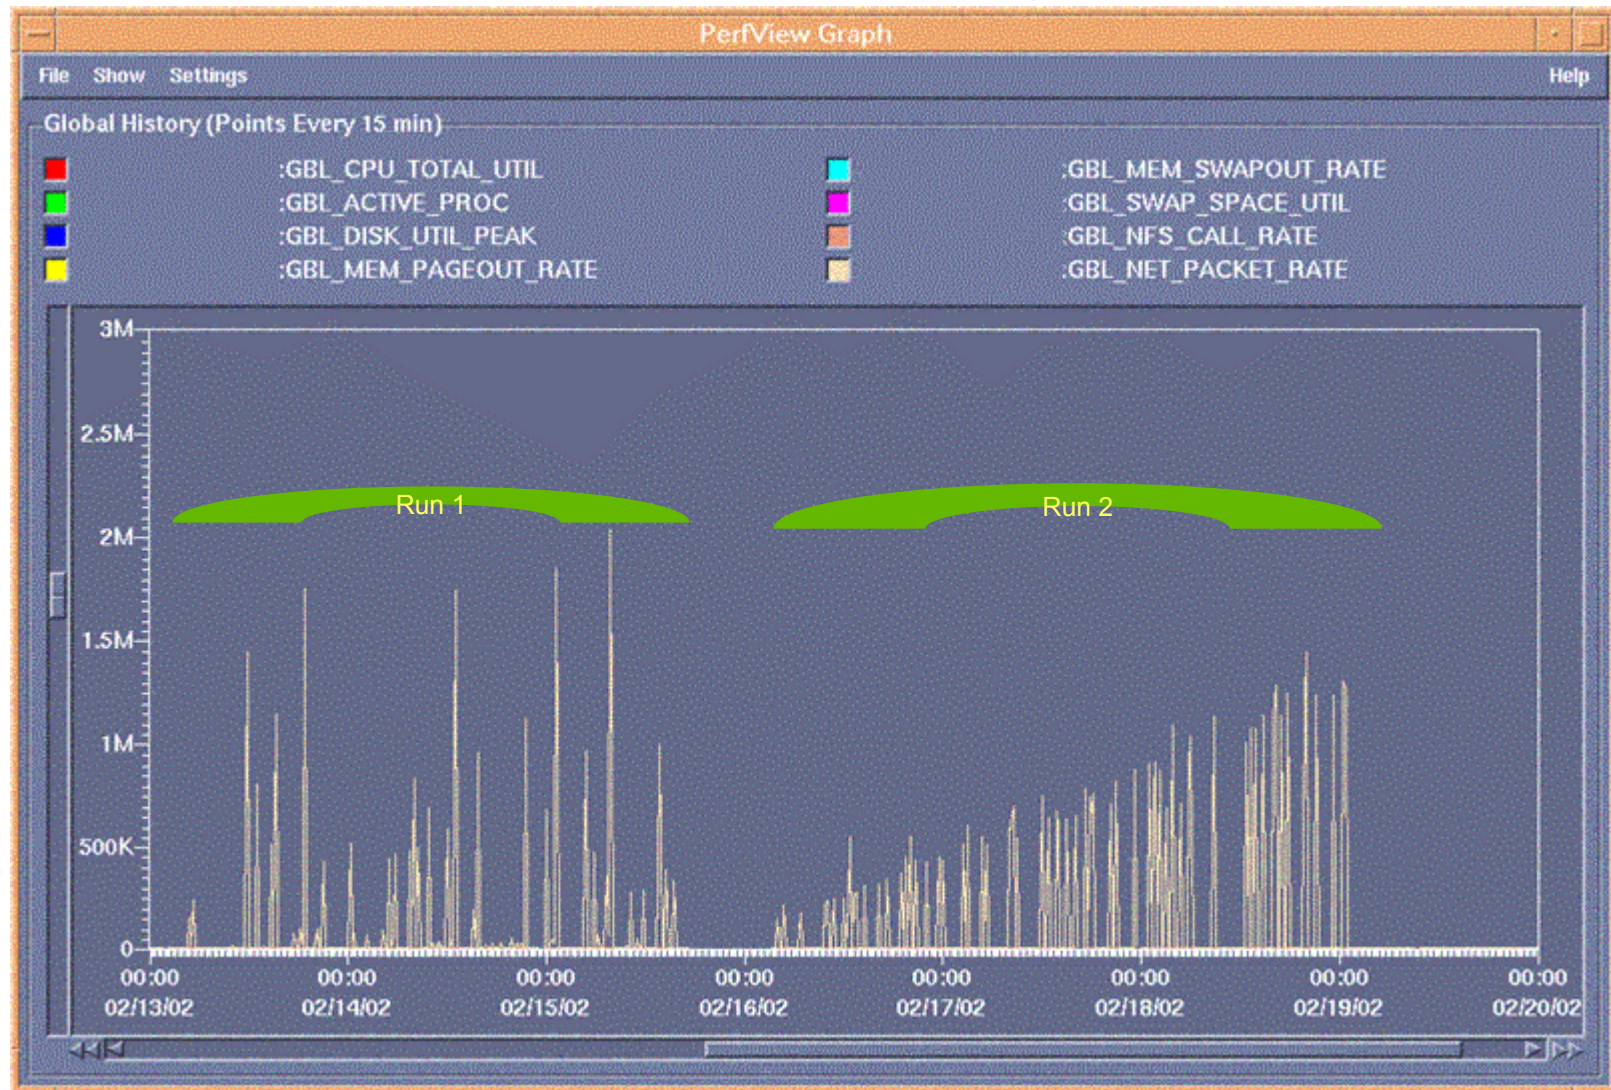 PerfView Graph
File Show Settings Help
Global History (Points Every 15 min)
:GBL_CPU_TOTAL_UTIL :GBL_MEM_SWAPOUT_RATE
:GBL_ACTIVE_PROC :GBL_SWAP_SPACE_UTIL
:GBL_DISK_UTIL_PEAK :GBL_NFS_CALL_RATE
:GBL_MEM_PAGEOUT_RATE :GBL_NET_PACKET_RATE
3M
2.5M
Run 1 Run 2
2M
1.5M
1M
500K
0
00:00 00:00 00:00 00:00 00:00 00:00 00:00 00:00
02/13/02 02/14/02 02/15/02 02/16/02 02/17/02 02/18/02 02/19/02 02/20/02